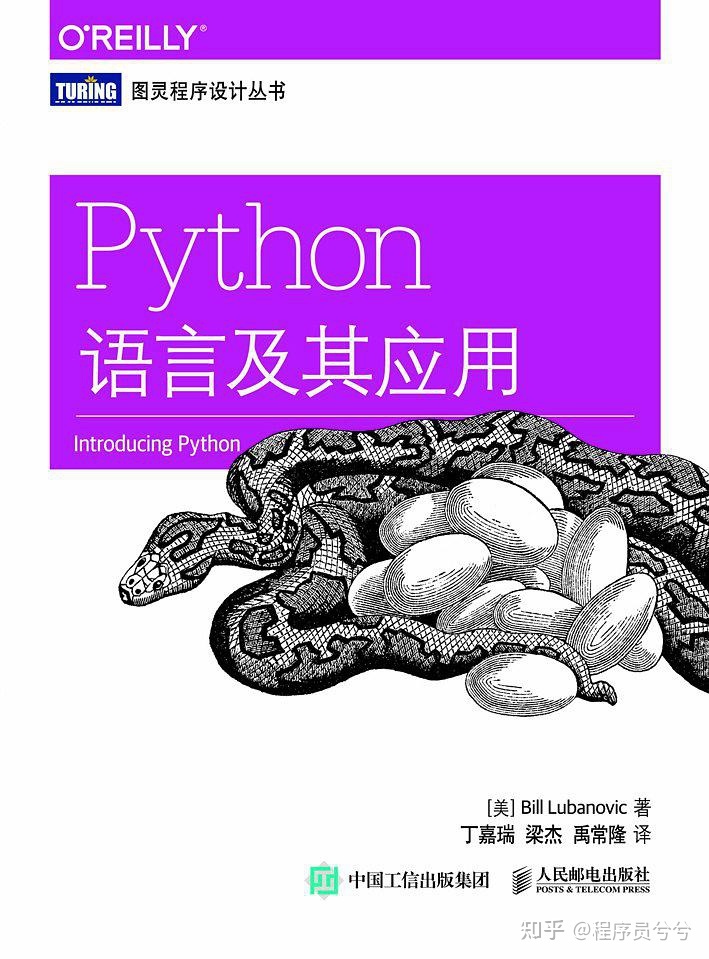 O'REILLY®
TURING 图灵程序设计丛书
Python
语言及其应用
Introducing Python
[美] Bill Lubanovic 著
丁嘉瑞 梁杰 禹常隆 译
中国工信出版集团 人民邮电出版社
POSTS & TELECOM PRESS
知乎 @程序员兮兮